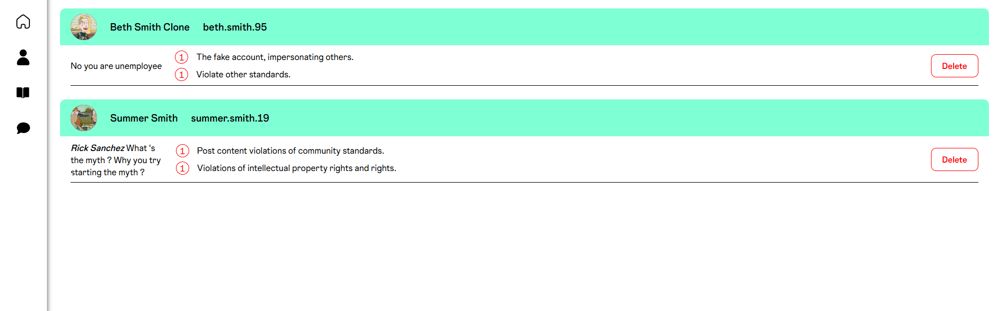 Beth Smith Clone beth.smith.95
No you are unemployee
1 The fake account, impersonating others.
1 Violate other standards.
Delete
Summer Smith summer.smith.19
Rick Sanchez What 's
the myth ? Why you try
starting the myth ?
1 Post content violations of community standards.
1 Violations of intellectual property rights and rights.
Delete